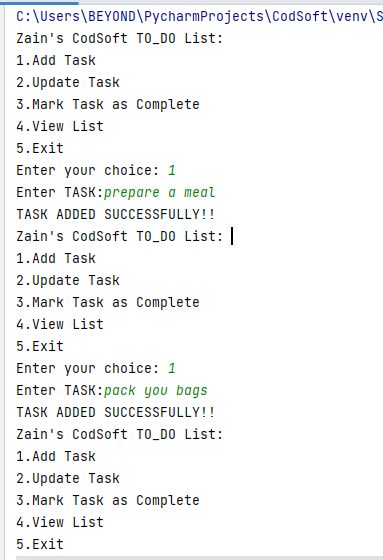 C:\Users\BEYOND\PycharmProjects\CodSoft\venv\S
Zain's CodSoft TO_DO List:
1.Add Task
2.Update Task
3.Mark Task as Complete
4.View List
5.Exit
Enter your choice: 1
Enter TASK:prepare a meal
TASK ADDED SUCCESSFULLY!!
Zain's CodSoft TO_DO List:
1.Add Task
2.Update Task
3.Mark Task as Complete
4.View List
5.Exit
Enter your choice: 1
Enter TASK:pack you bags
TASK ADDED SUCCESSFULLY!!
Zain's CodSoft TO_DO List:
1.Add Task
2.Update Task
3.Mark Task as Complete
4.View List
5.Exit